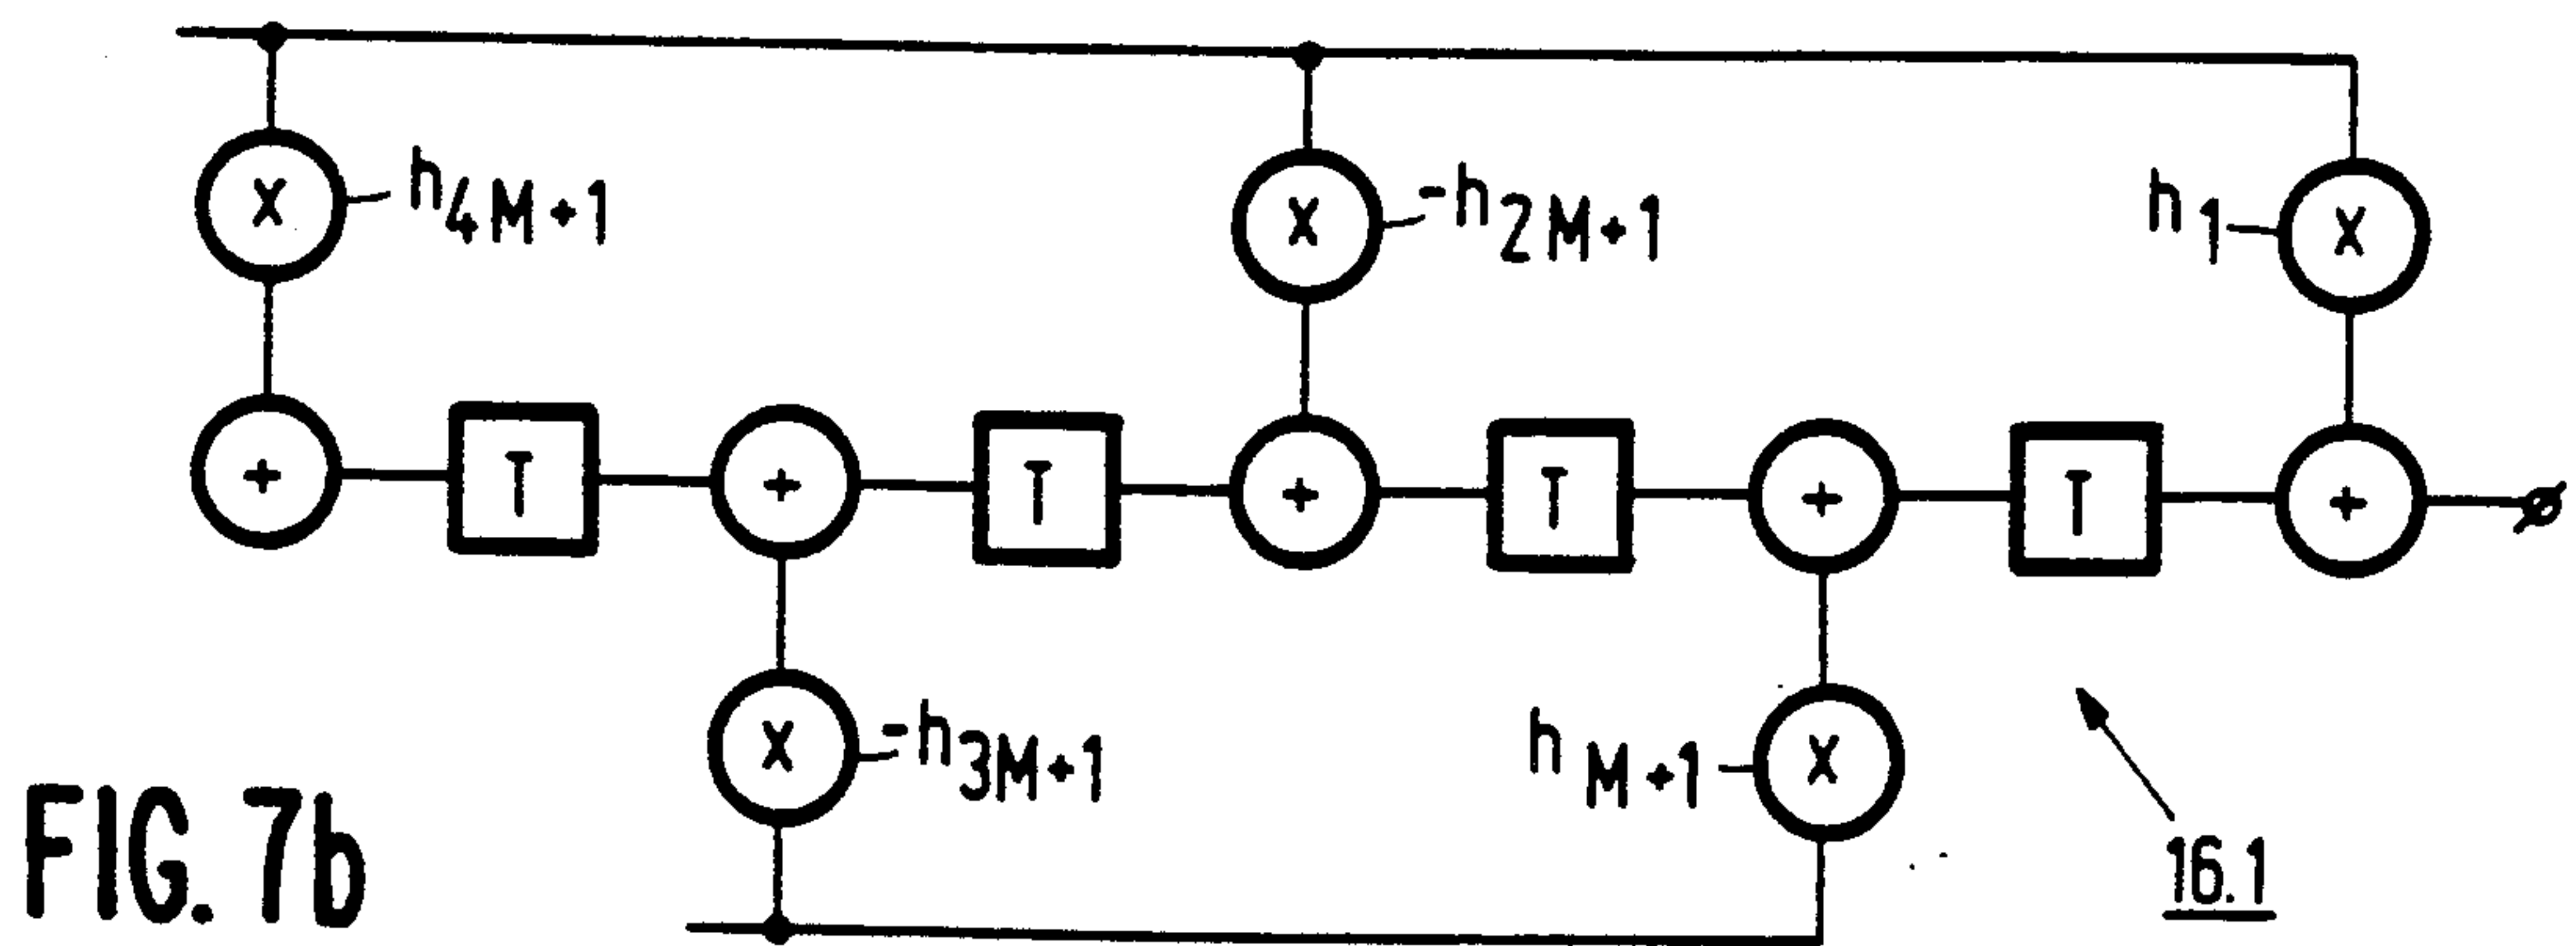 X h4M+1 X -h2M+1 h1 X
+ T + T + T + T +
X -h3M+1 hM+1 X
FIG. 7b 16.1